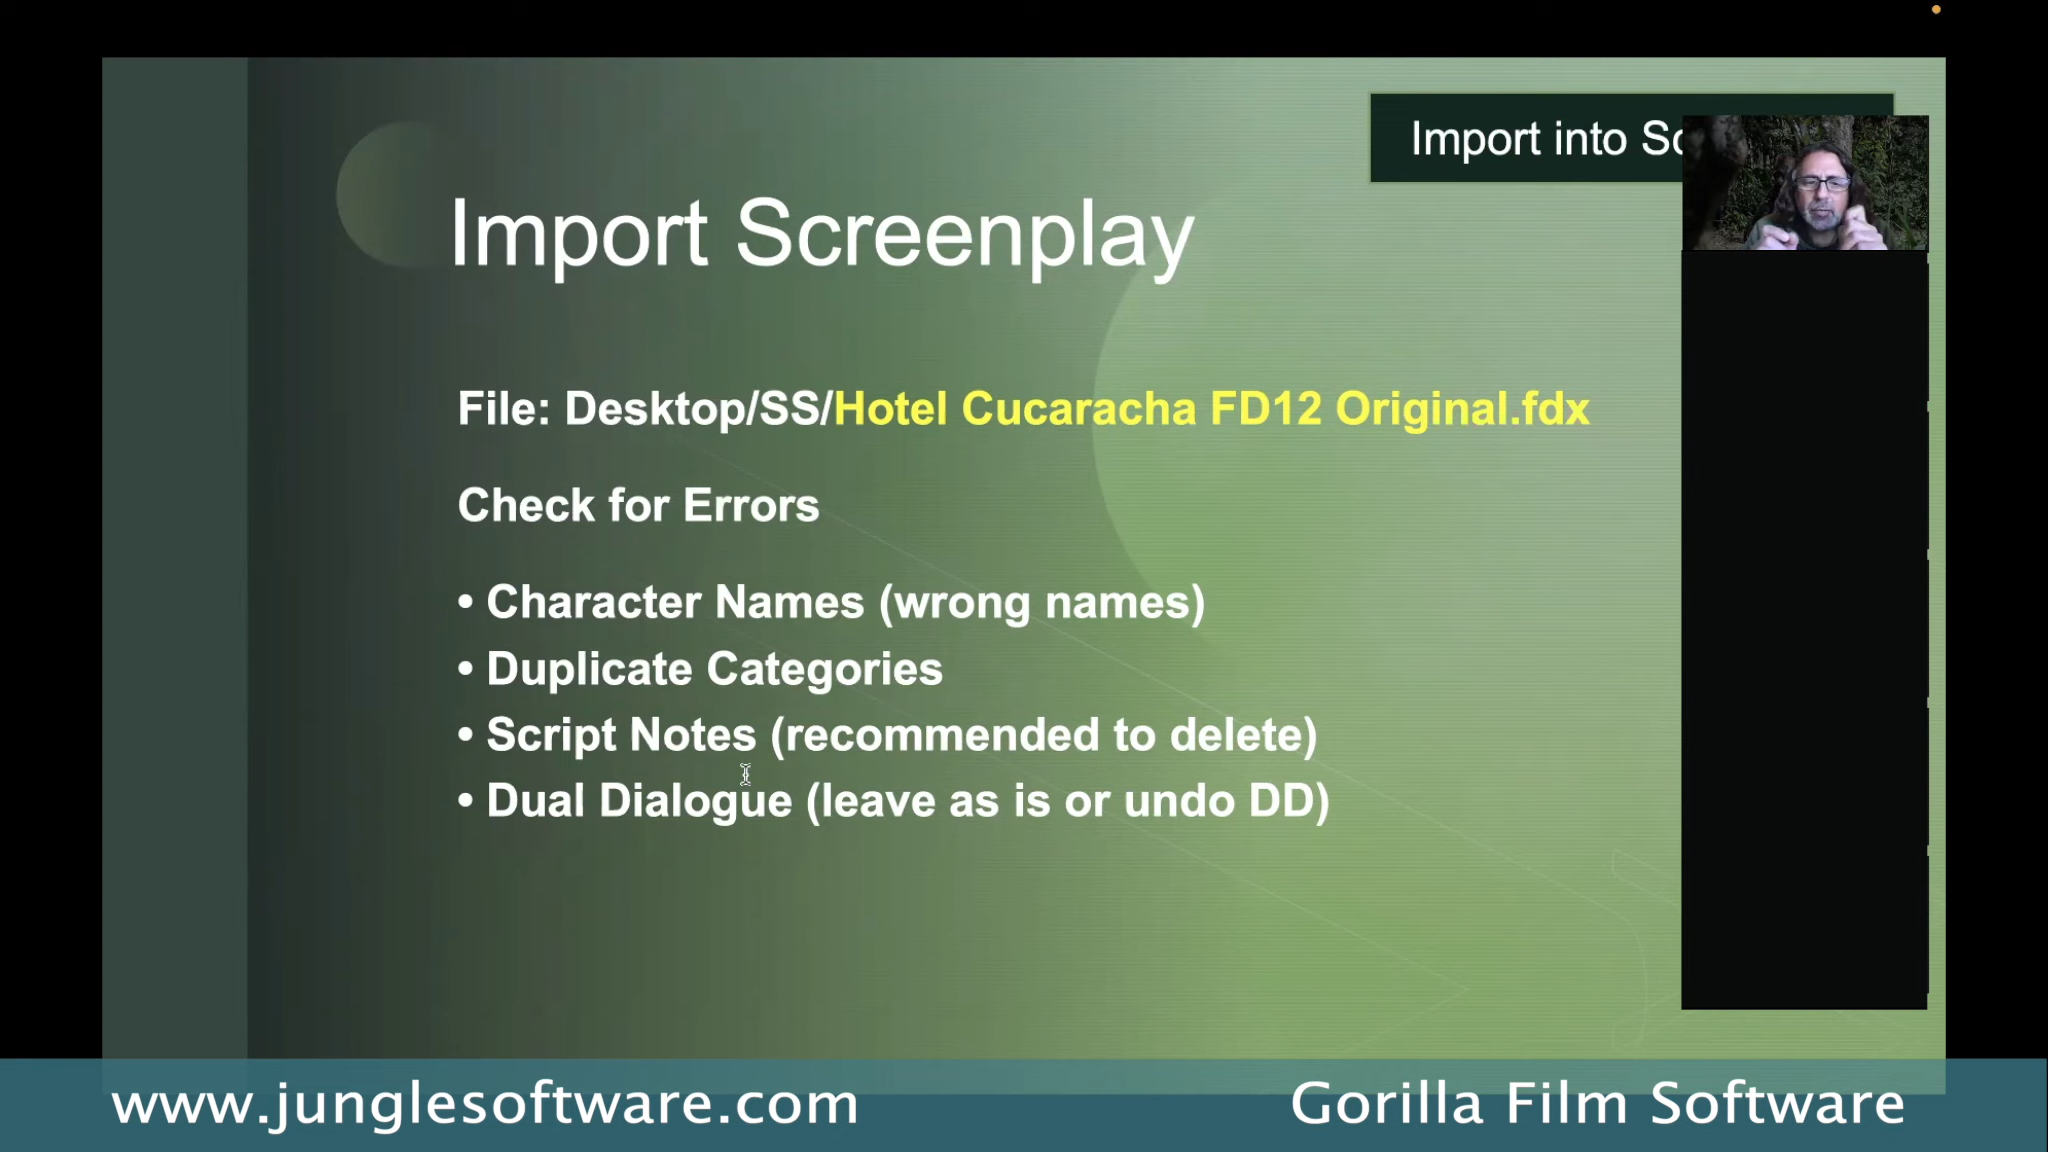 Import into
Import Screenplay
File: Desktop/SS/Hotel Cucaracha FD12 Original.fdx
Check for Errors
• Character Names (wrong names)
• Duplicate Categories
• Script Notes (recommended to delete)
• Dual Dialogue (leave as is or undo DD)
www.junglesoftware.com
Gorilla Film Software